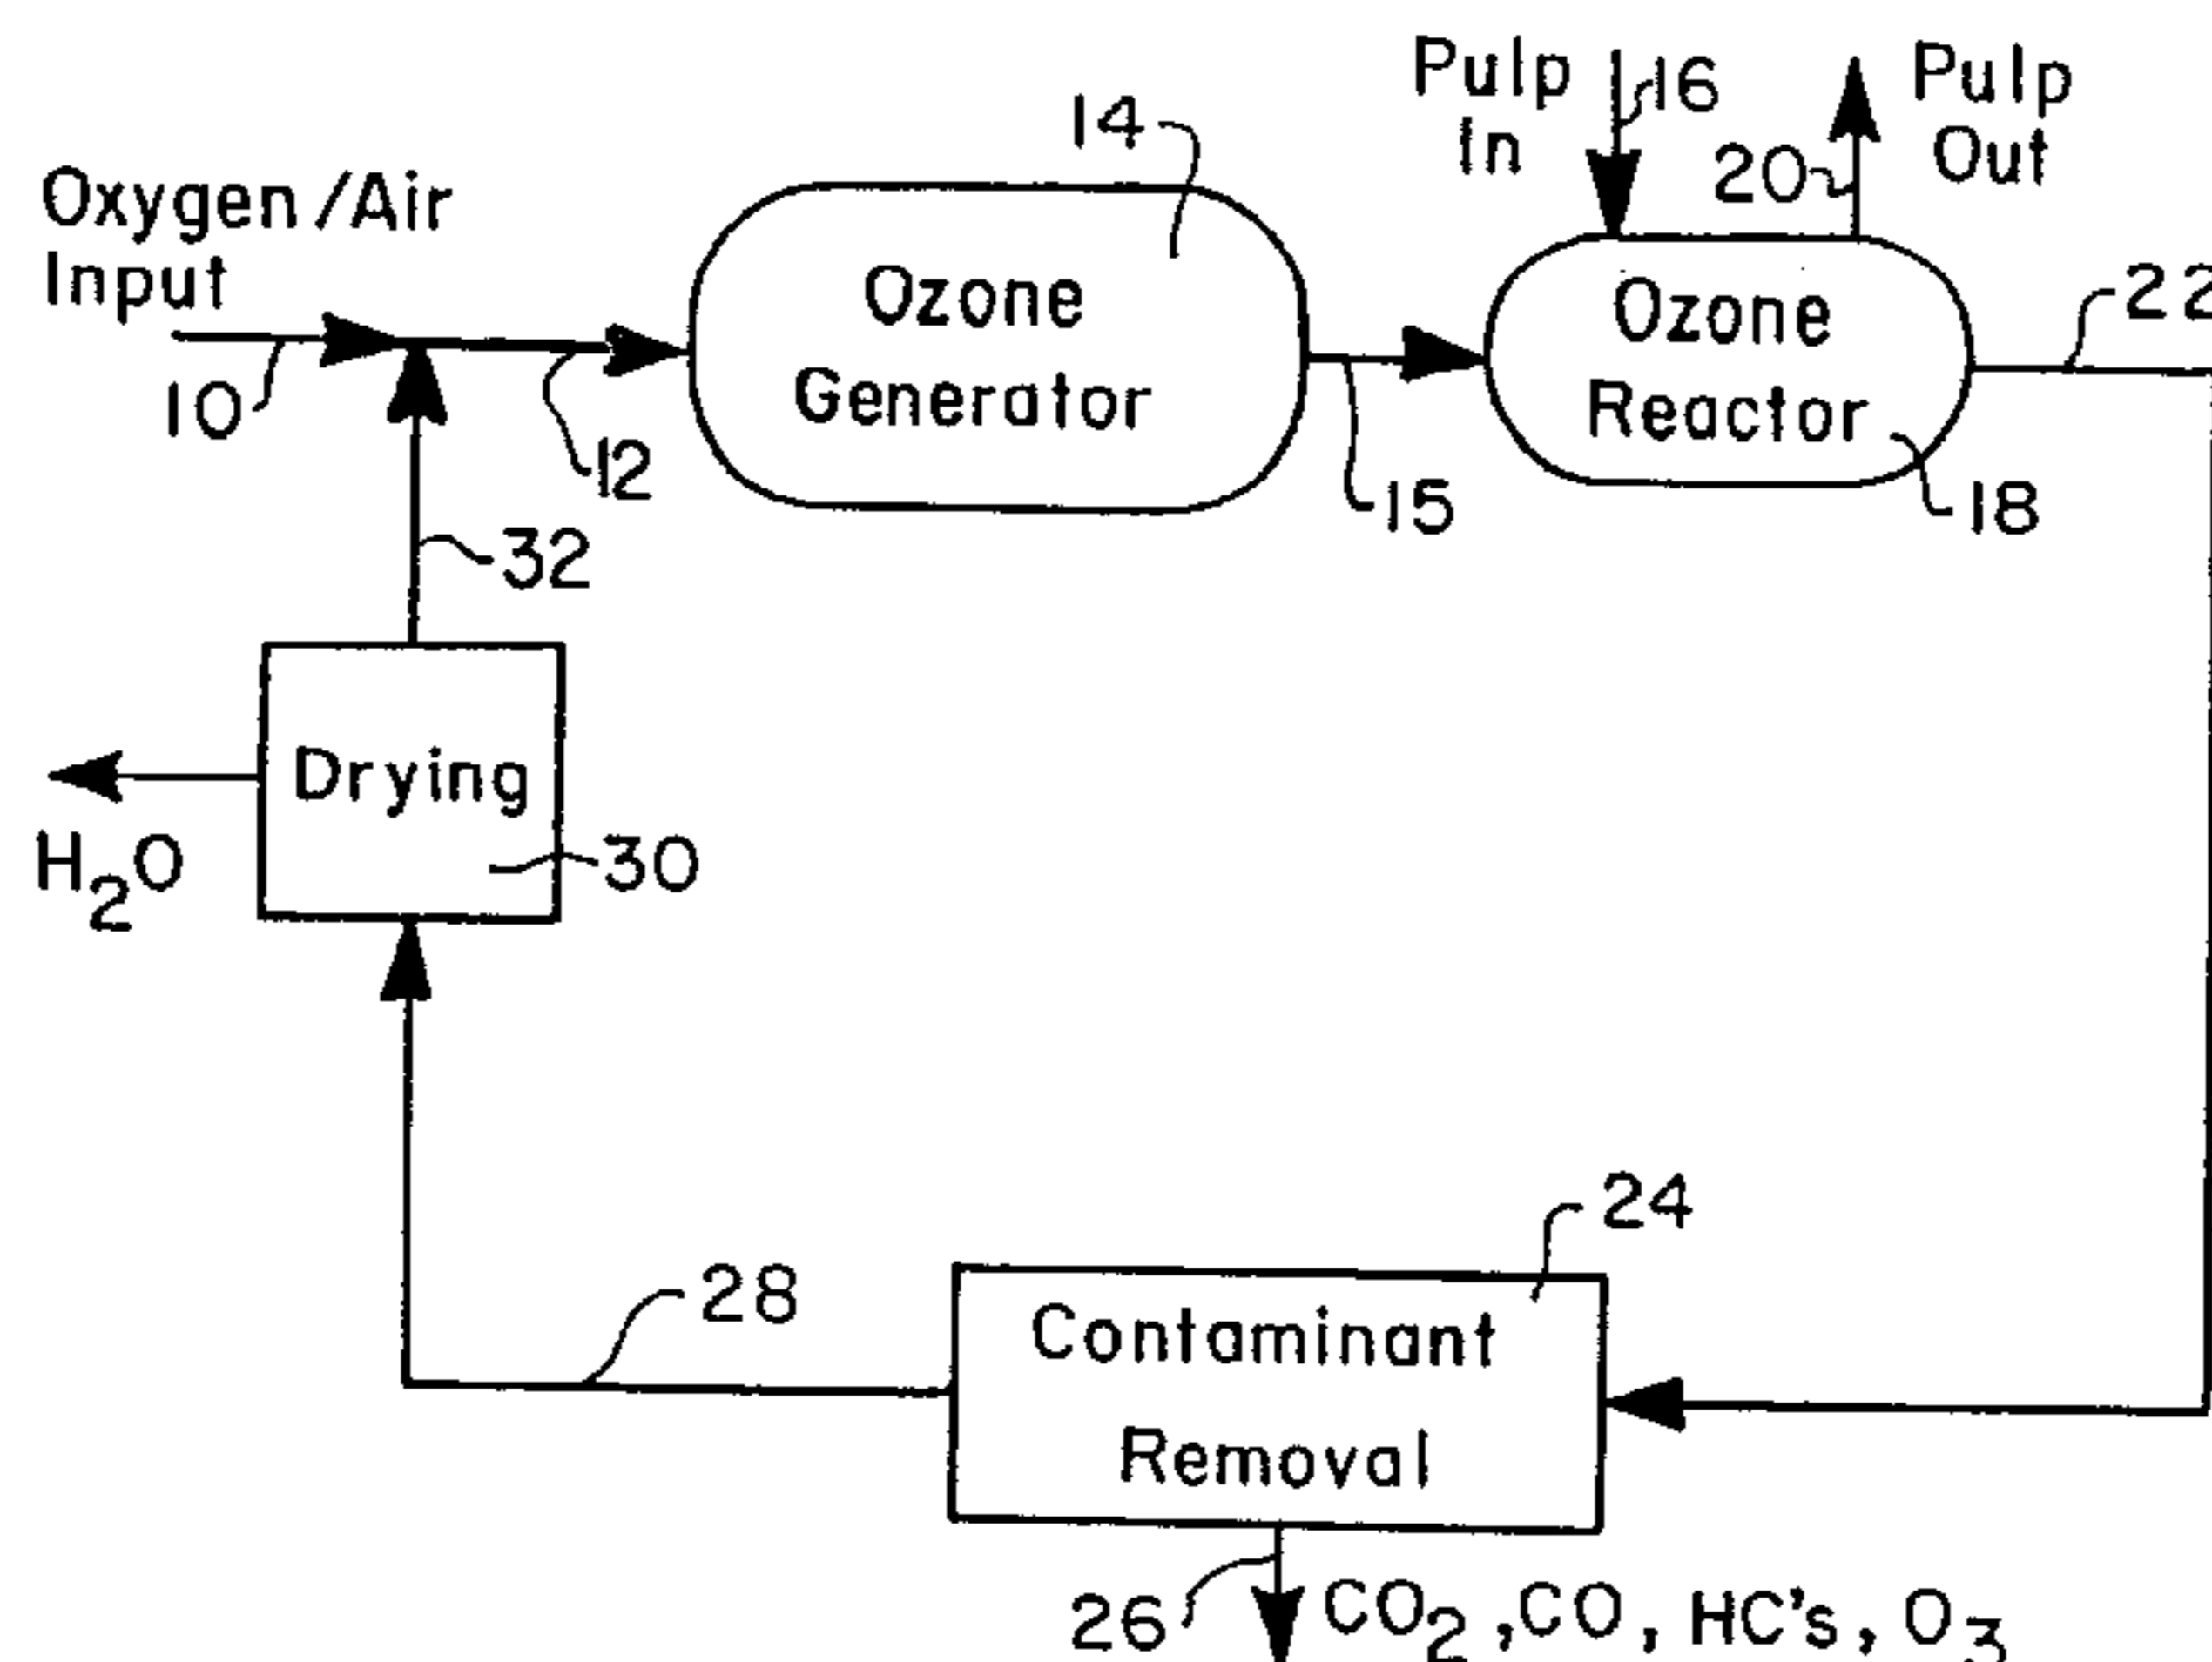 Pulp In
16
20
Pulp Out
14
Oxygen/Air
Input
Ozone
Generator
Ozone
Reactor
22
10
12
15
18
32
Drying
30
H2O
24
28
Contaminant
Removal
26
CO2, CO, HC's, O3